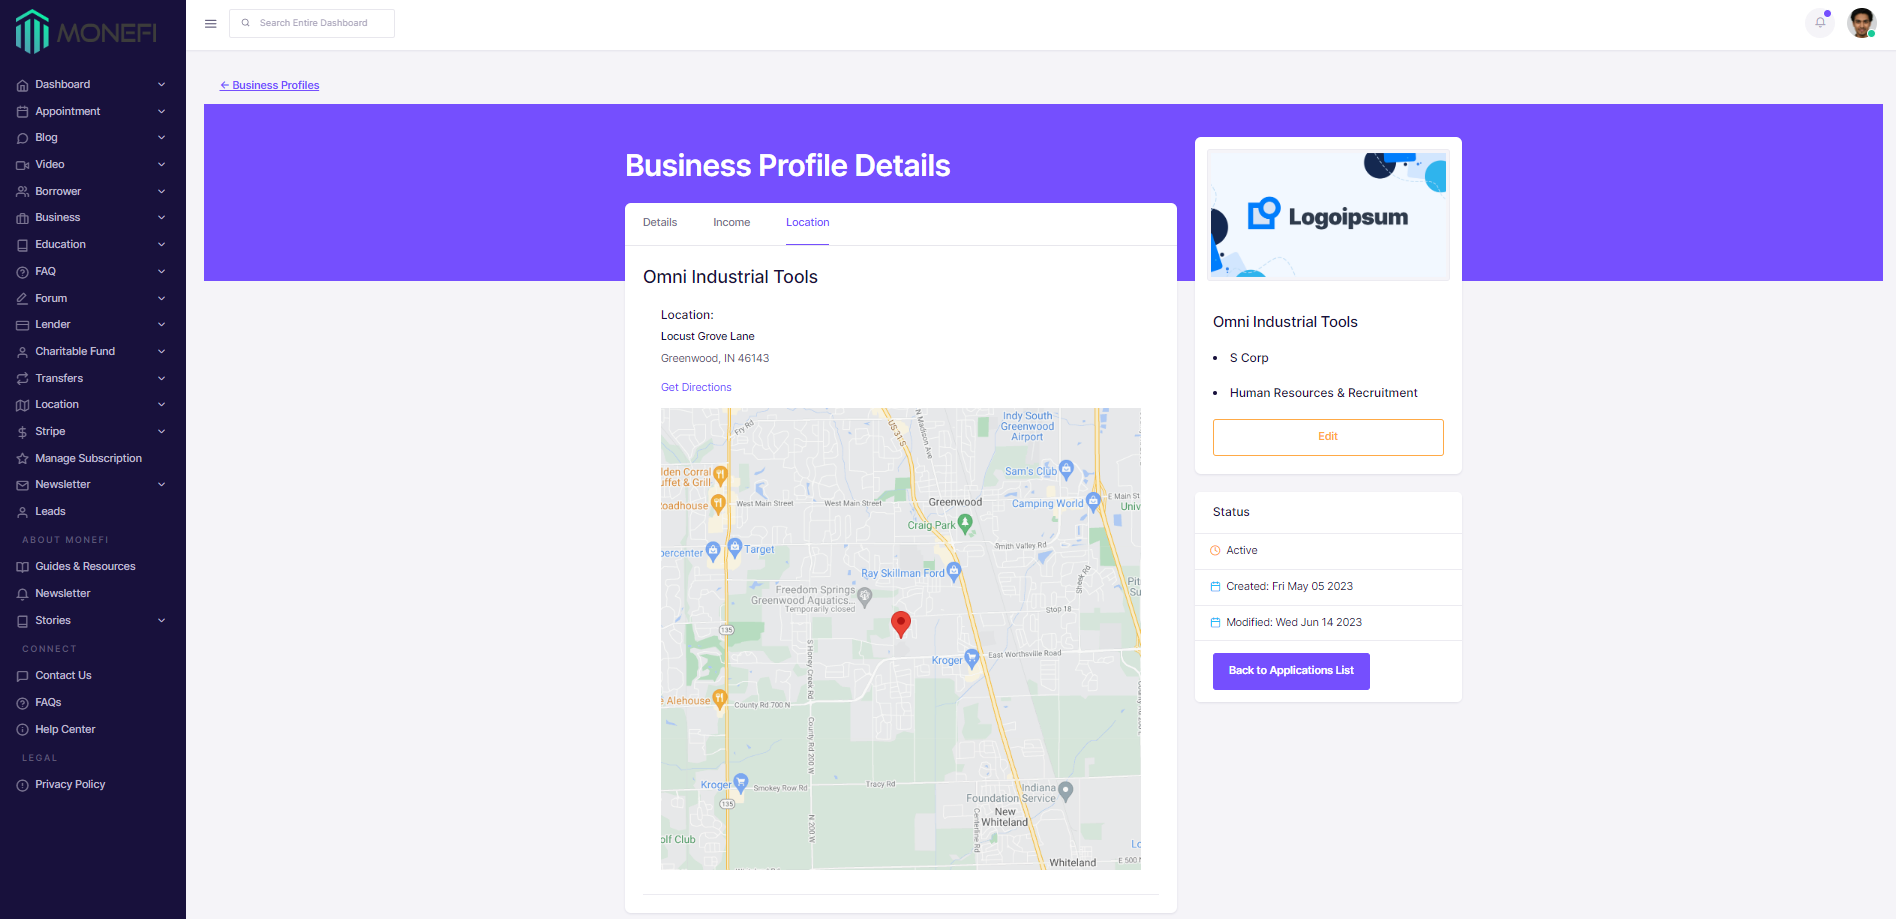 MONEFI
Search Entire Dashboard
Dashboard
Appointment
Blog
Video
Borrower
Business
Education
FAQ
Forum
Lender
Charitable Fund
Transfers
Location
Stripe
Manage Subscription
Newsletter
Leads
ABOUT MONEFI
Guides & Resources
Newsletter
Stories
CONNECT
Contact Us
FAQs
Help Center
LEGAL
Privacy Policy
← Business Profiles
Business Profile Details
Details Income Location
Omni Industrial Tools
Location:
Locust Grove Lane
Greenwood, IN 46143
Get Directions
Fry Rd
US 31 S
N Madison Ave
Indy South
Greenwood
Airport
lden Corral
uffet & Grill
Sam's Club
oadhouse
West Main Street
West Main Street
Greenwood
Camping World
E Main St
Univ
Craig Park
percenter
Target
Smith Valley Rd
Ray Skillman Ford
Sheek Rd
Pit
Su
Freedom Springs
Greenwood Aquatics...
Temporarily closed
Stop 18
135
S Honey Creek Rd
Kroger
East Worthsville Road
Alehouse
County Rd 700 N
County Rd 200 W
Kroger
Smokey Row Rd
Tracy Rd
135
Indiana
Foundation Service
New
Whiteland
N 200 W
Centerline Rd
olf Club
Whiteland
E 500 N
Logoipsum
Omni Industrial Tools
• S Corp
• Human Resources & Recruitment
Edit
Status
Active
Created: Fri May 05 2023
Modified: Wed Jun 14 2023
Back to Applications List